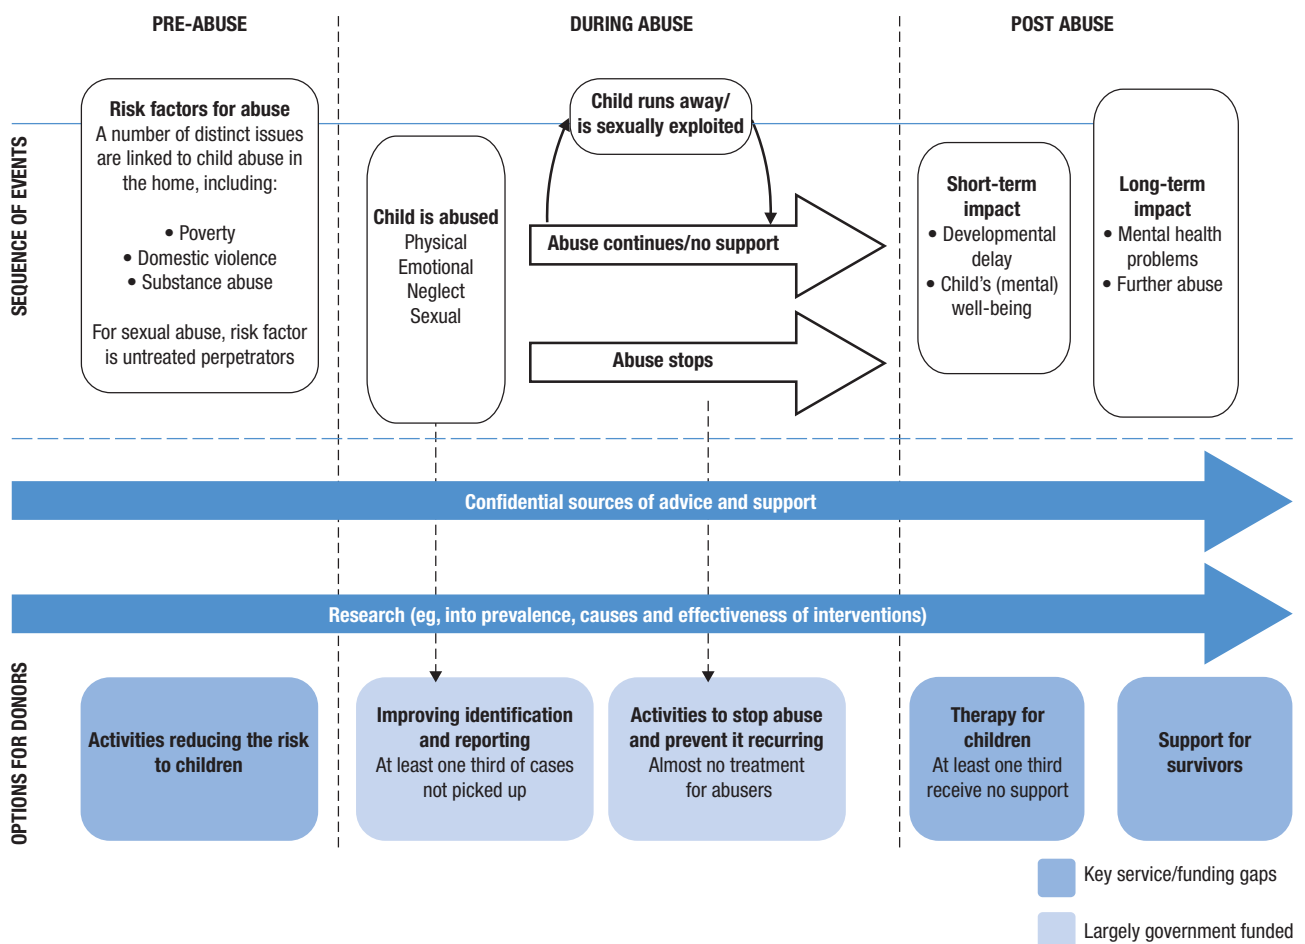 PRE-ABUSE
DURING ABUSE
POST ABUSE
SEQUENCE OF EVENTS
Risk factors for abuse
A number of distinct issues
are linked to child abuse in
the home, including:
• Poverty
• Domestic violence
• Substance abuse
For sexual abuse, risk factor
is untreated perpetrators
Child is abused
Physical
Emotional
Neglect
Sexual
Child runs away/
is sexually exploited
Abuse continues/no support
Abuse stops
Short-term
impact
• Developmental
delay
• Child's (mental)
well-being
Long-term
impact
• Mental health
problems
• Further abuse
Confidential sources of advice and support
Research (eg, into prevalence, causes and effectiveness of interventions)
OPTIONS FOR DONORS
Activities reducing the risk
to children
Improving identification
and reporting
At least one third of cases
not picked up
Activities to stop abuse
and prevent it recurring
Almost no treatment
for abusers
Therapy for
children
At least one third
receive no support
Support for
survivors
Key service/funding gaps
Largely government funded